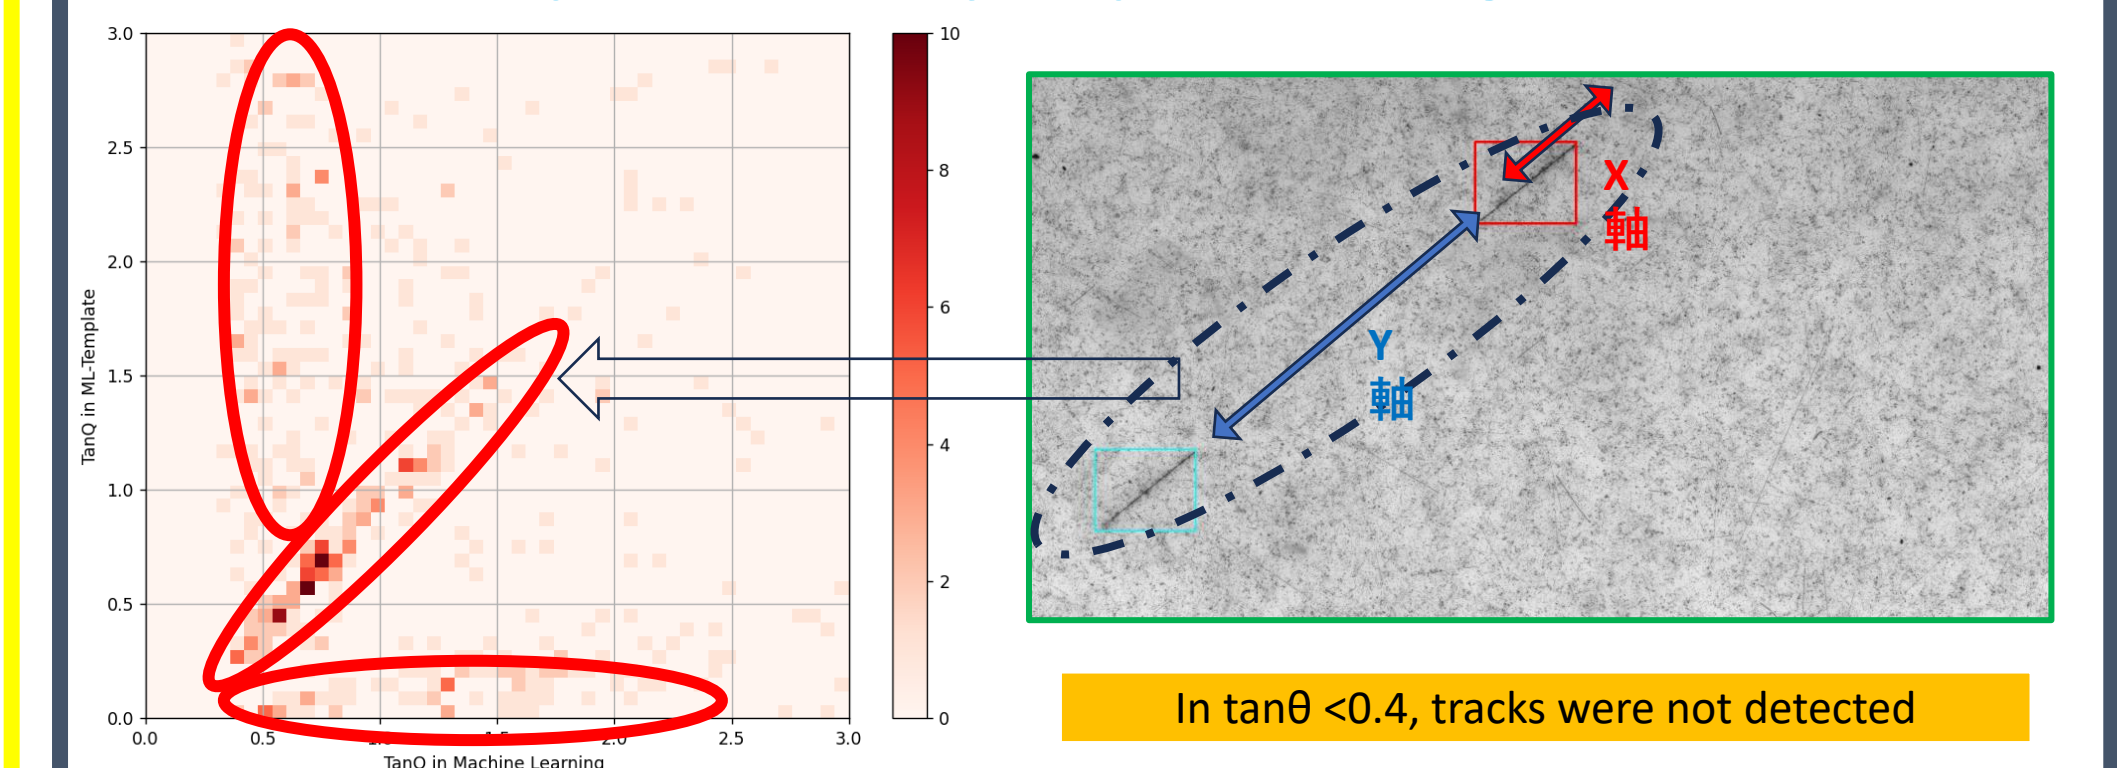 3.0
2.5
2.0
1.5
1.0
0.5
0.0
TanQ in ML-Template
0.0 0.5 2.0 2.5 3.0
TanQ in Machine Learning
10
8
6
4
2
0
X
軸
Y
軸
In tanθ <0.4, tracks were not detected